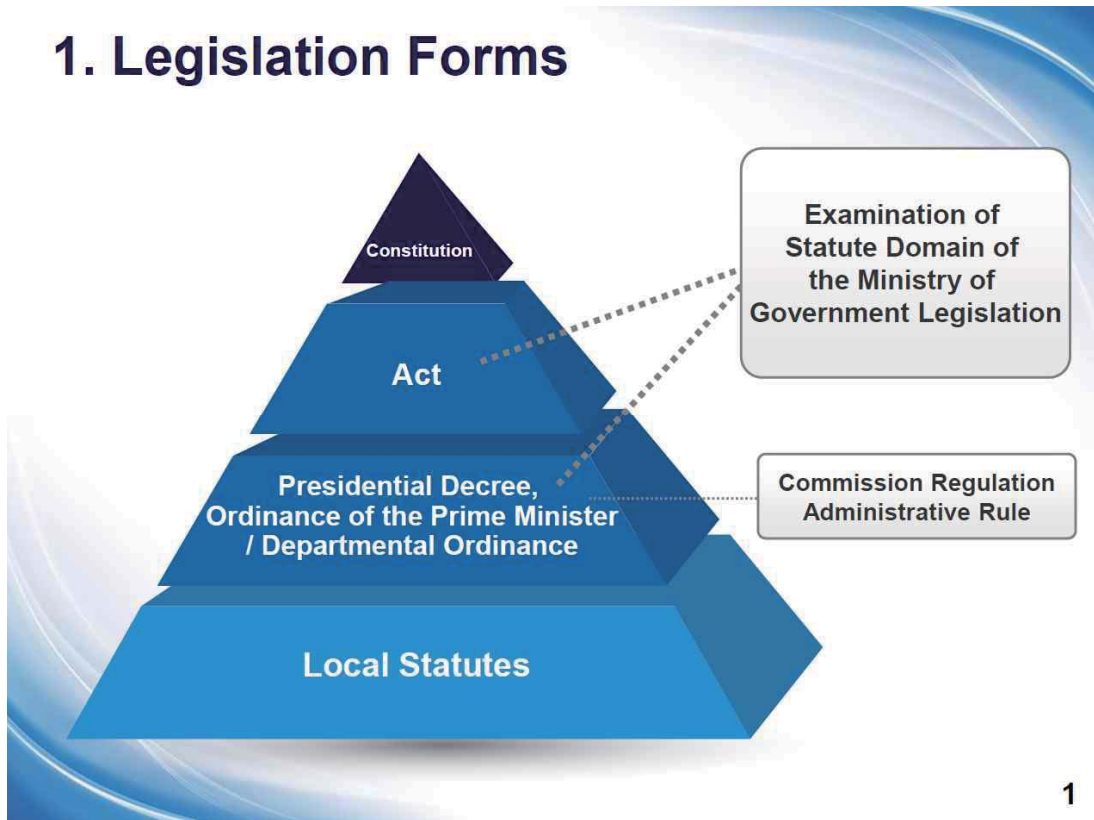 1. Legislation Forms
Constitution
Act
Presidential Decree,
Ordinance of the Prime Minister
/ Departmental Ordinance
Local Statutes
Examination of
Statute Domain of
the Ministry of
Government Legislation
Commission Regulation
Administrative Rule
1